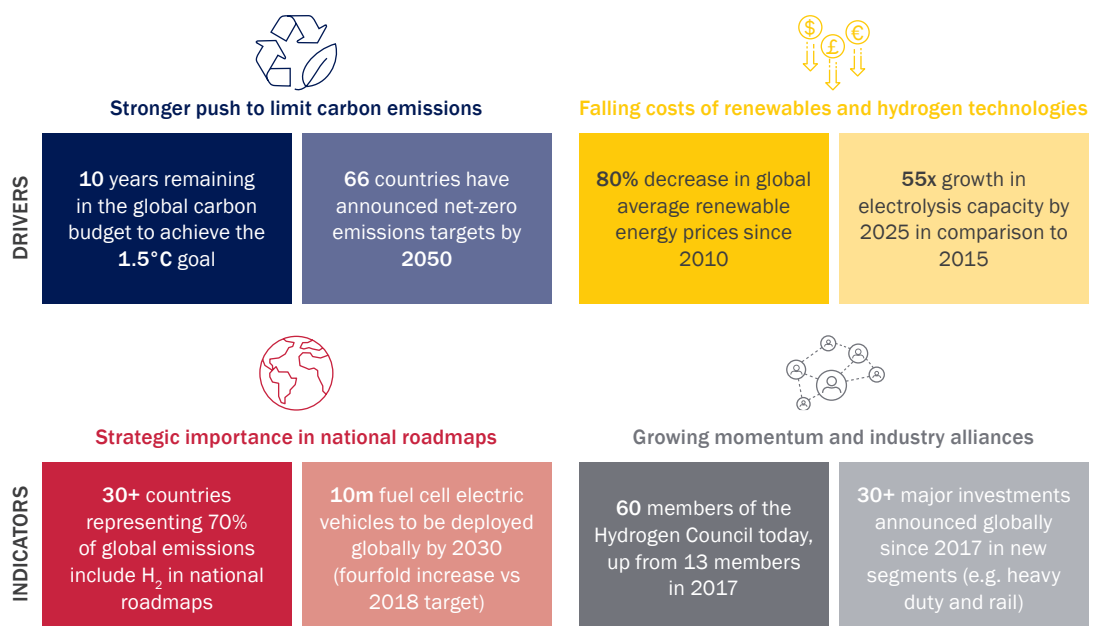 $
£
€
Stronger push to limit carbon emissions
Falling costs of renewables and hydrogen technologies
DRIVERS
10 years remaining
in the global carbon
budget to achieve the
1.5°C goal
66 countries have
announced net-zero
emissions targets by
2050
80% decrease in global
average renewable
energy prices since
2010
55x growth in
electrolysis capacity by
2025 in comparison to
2015
Strategic importance in national roadmaps
Growing momentum and industry alliances
INDICATORS
30+ countries
representing 70%
of global emissions
include H₂ in national
roadmaps
10m fuel cell electric
vehicles to be deployed
globally by 2030
(fourfold increase vs
2018 target)
60 members of the
Hydrogen Council today,
up from 13 members
in 2017
30+ major investments
announced globally
since 2017 in new
segments (e.g. heavy
duty and rail)